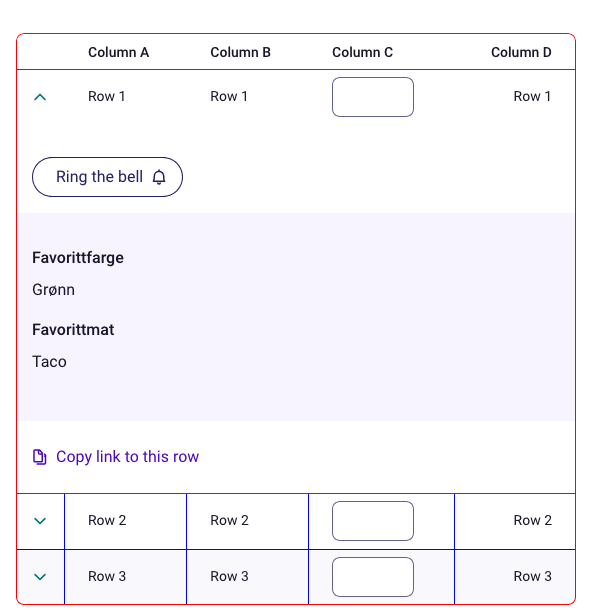 Column A Column B Column C Column D
Row 1 Row 1 Row 1
Ring the bell
Favorittfarge
Grønn
Favorittmat
Taco
Copy link to this row
Row 2 Row 2 Row 2
Row 3 Row 3 Row 3